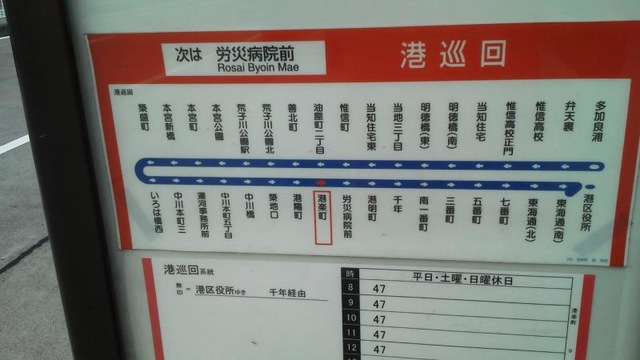 次は 労災病院前
Rosai Byoin Mae
港 巡 回
港巡回
築盛町
本宮新橋
本宮町
本宮公園
荒子川公園駅
荒子川公園北
善北町
油屋町二丁目
惟信町
当知住宅東
当知三丁目
明徳橋(東)
明徳橋(南)
当知住宅
惟信高校正門
惟信高校
弁天裏
多加良浦
いろは橋西
中川本町三
運河事務所前
中川本町五丁目
中川橋
築地口
港陽町
港楽町
労災病院前
港明町
千年
南一番町
三番町
五番町
七番町
東海通(北)
東海通(南)
港区役所
港巡回系統
無印 = 港区役所ゆき 千年経由
時 平日・土曜・日曜休日
8 47
9 47
10 47
11 47
12 47
港楽町